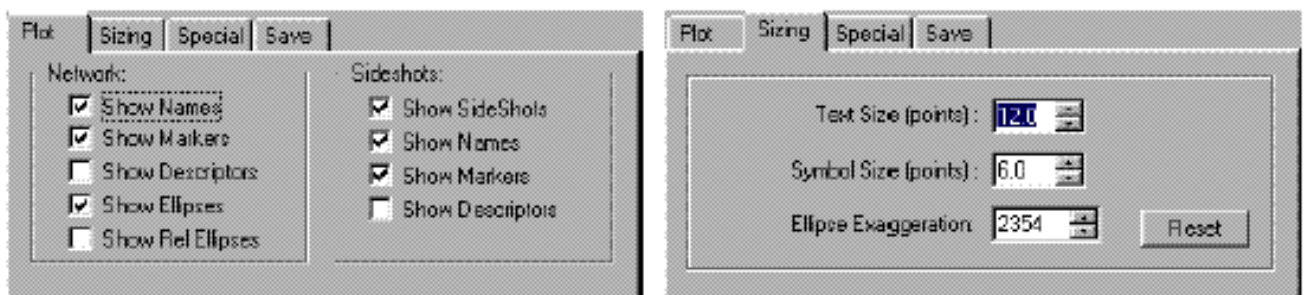 Plot Sizing Special Save
Network:
Show Names
Show Markers
Show Descriptors
Show Ellipses
Show Rel Ellipses
Sideshots:
Show SideShots
Show Names
Show Markers
Show Descriptors
Plot Sizing Special Save
Text Size (points) : 12.0
Symbol Size (points) : 6.0
Ellipse Exaggeration: 2354
Reset